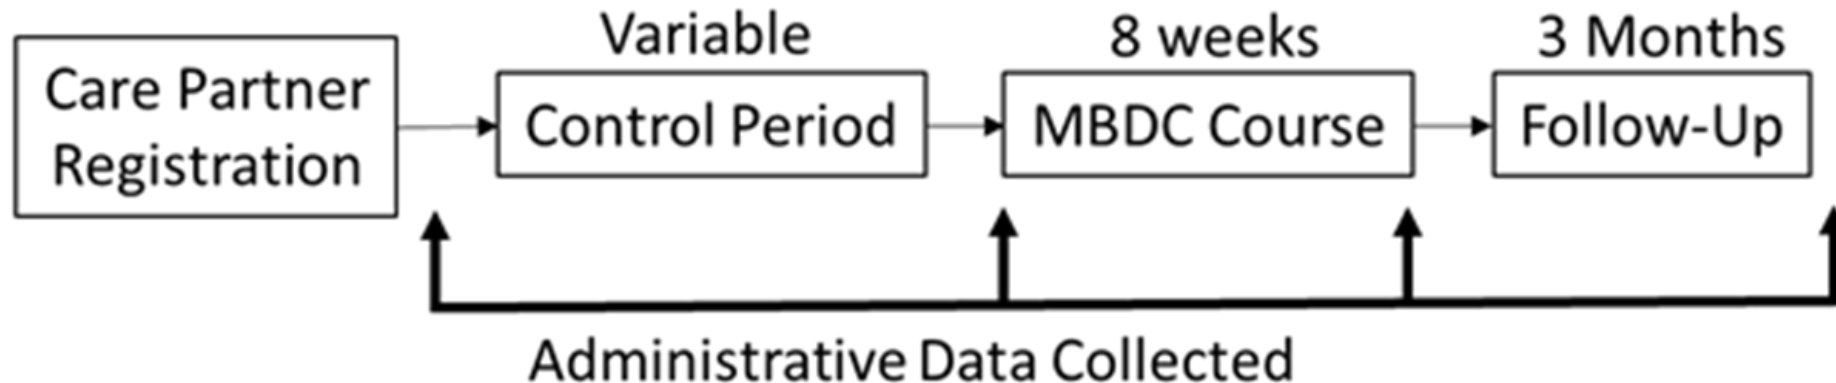 Care Partner
Registration
Variable
Control Period
8 weeks
MBDC Course
3 Months
Follow-Up
Administrative Data Collected